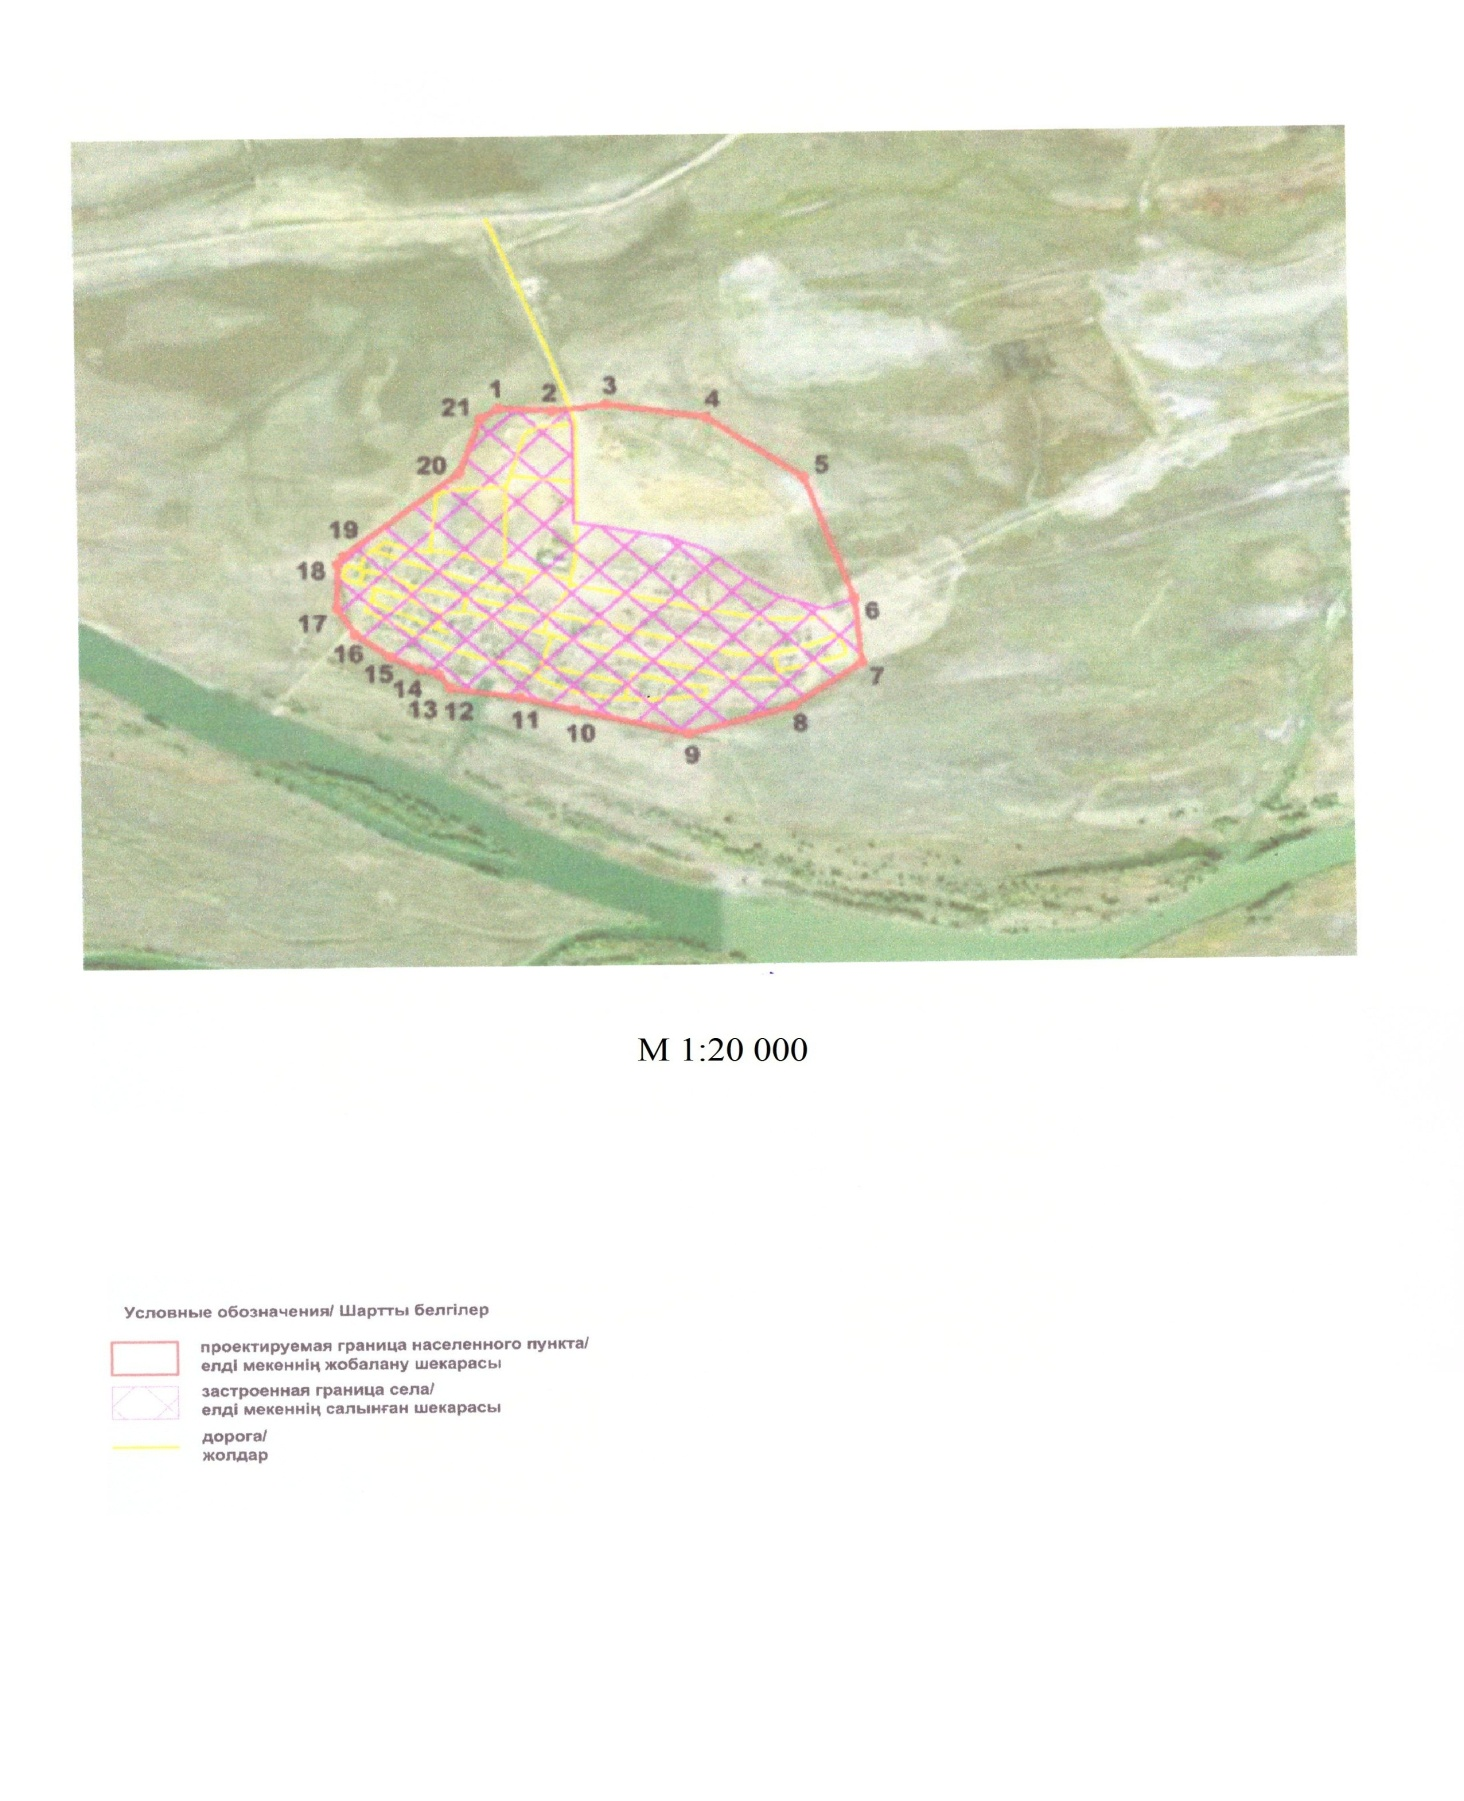 1
2
3
4
5
6
7
8
9
10
11
12
13
14
15
16
17
18
19
20
21
М 1:20 000
Условные обозначения/ Шартты белгілер
проектируемая граница населенного пункта/
елді мекеннің жобалану шекарасы
застроенная граница села/
елді мекеннің салынған шекарасы
дорога/
жолдар